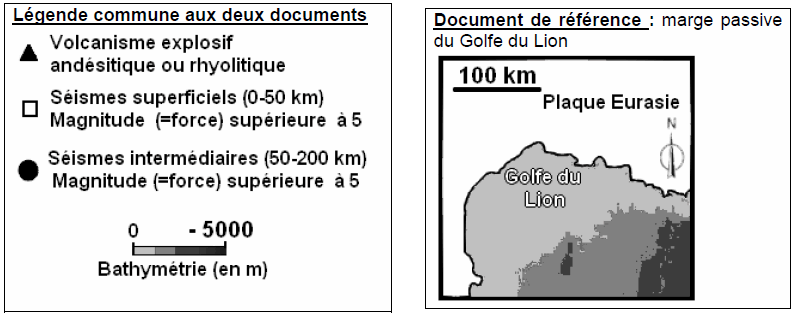 Légende commune aux deux documents
Volcanisme explosif
andésitique ou rhyolitique
Séismes superficiels (0-50 km)
Magnitude (=force) supérieure à 5
Séismes intermédiaires (50-200 km)
Magnitude (=force) supérieure à 5
0 - 5000
Bathymétrie (en m)
Document de référence : marge passive
du Golfe du Lion
100 km
Plaque Eurasie
N
Golfe du
Lion